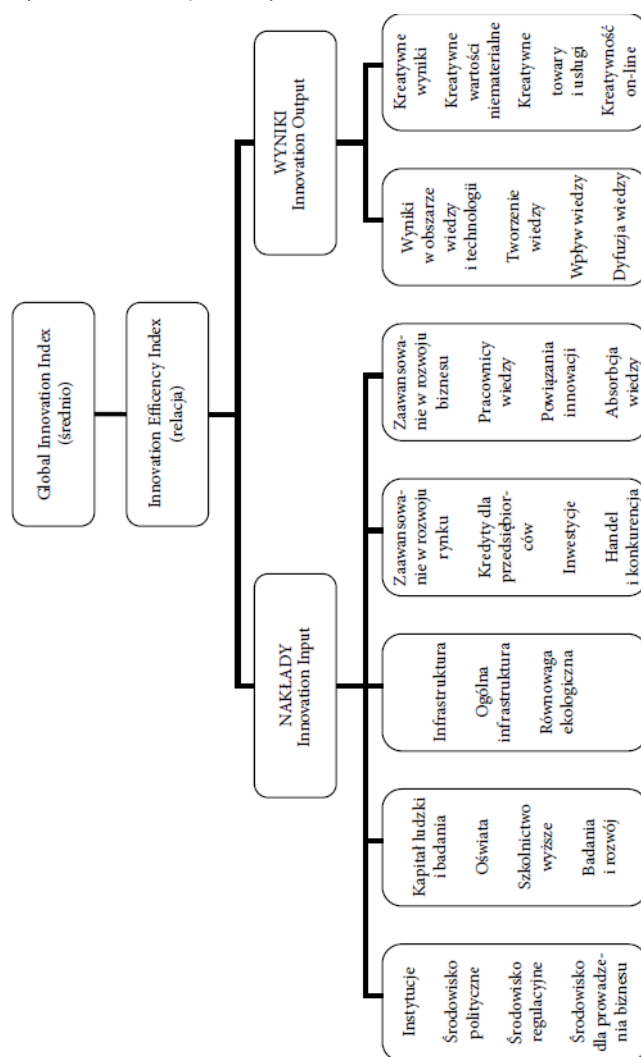 Global Innovation Index
(średnio)
Innovation Efficency Index
(relacja)
NAKŁADY
Innovation Input
WYNIKI
Innovation Output
Instytucje
Środowisko
polityczne
Środowisko
regulacyjne
Środowisko
dla prowadze-
nia biznesu
Kapitał ludzki
i badania
Oświata
Szkolnictwo
wyższe
Badania
i rozwój
Infrastruktura
Ogólna
infrastruktura
Równowaga
ekologiczna
Zaawansowa-
nie w rozwoju
rynku
Kredyty dla
przedsiębior-
ców
Inwestycje
Handel
i konkurencja
Zaawansowa-
nie w rozwoju
biznesu
Pracownicy
wiedzy
Powiązania
innowacji
Absorbcja
wiedzy
Wyniki
w obszarze
wiedzy
i technologii
Tworzenie
wiedzy
Wpływ wiedzy
Dyfuzja wiedzy
Kreatywne
wyniki
Kreatywne
wartości
niematerialne
Kreatywne
towary
i usługi
Kreatywność
on-line